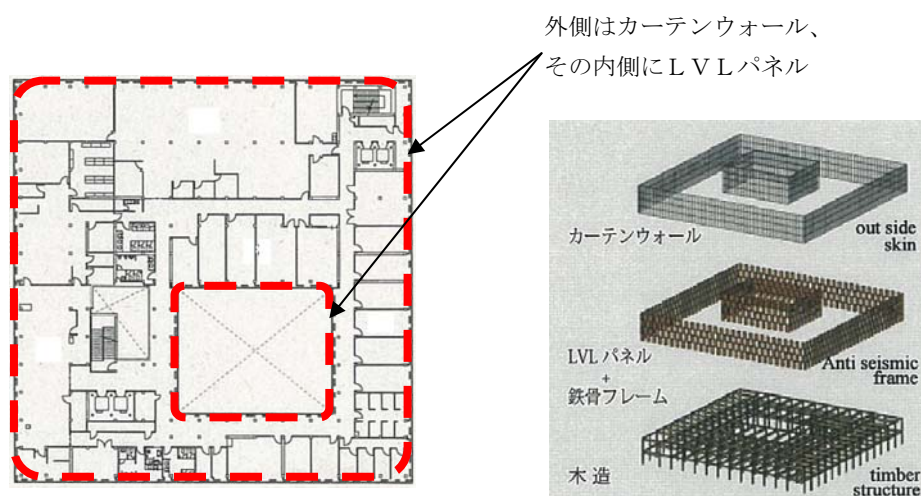 外側はカーテンウォール、
その内側にＬＶＬパネル
カーテンウォール
out side
skin
LVL パネル
+
鉄骨フレーム
Anti seismic
frame
木 造
timber
structure